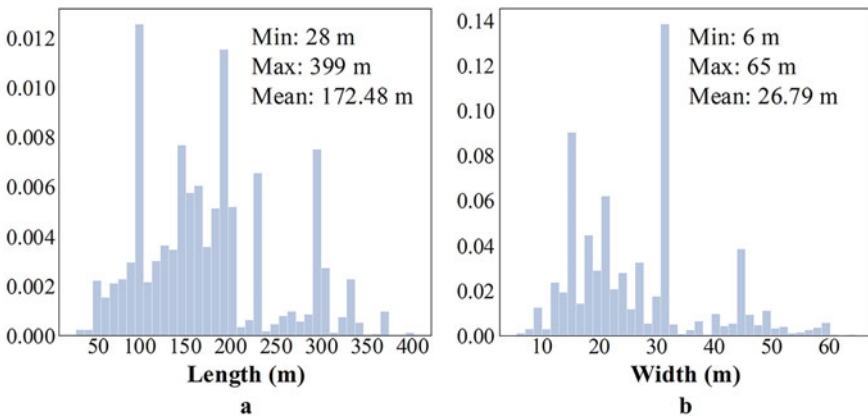 0.012
0.010
0.008
0.006
0.004
0.002
0.000
Min: 28 m
Max: 399 m
Mean: 172.48 m
50 100 150 200 250 300 350 400
Length (m)
a
0.14
0.12
0.10
0.08
0.06
0.04
0.02
0.00
Min: 6 m
Max: 65 m
Mean: 26.79 m
10 20 30 40 50 60
Width (m)
b